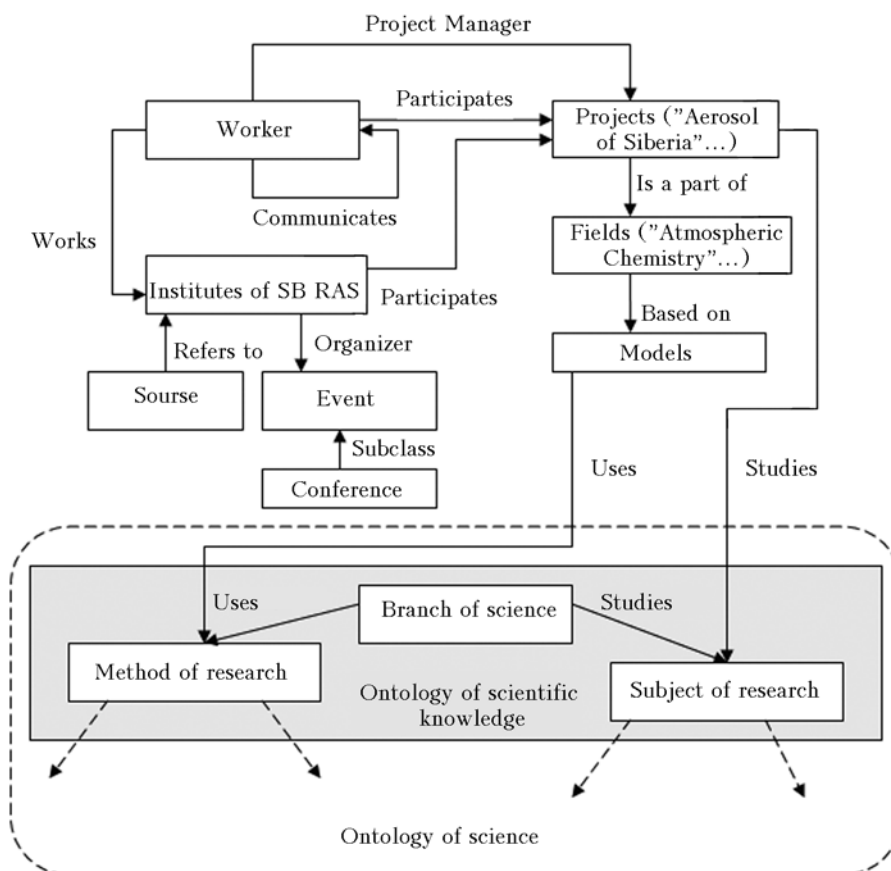 Project Manager
Participates
Worker
Projects ("Aerosol
of Siberia"...)
Communicates
Is a part of
Works
Fields ("Atmospheric
Chemistry"...)
Institutes of SB RAS
Participates
Based on
Refers to
Organizer
Models
Sourse
Event
Subclass
Uses
Studies
Conference
Uses
Branch of science
Studies
Method of research
Subject of research
Ontology of scientific
knowledge
Ontology of science